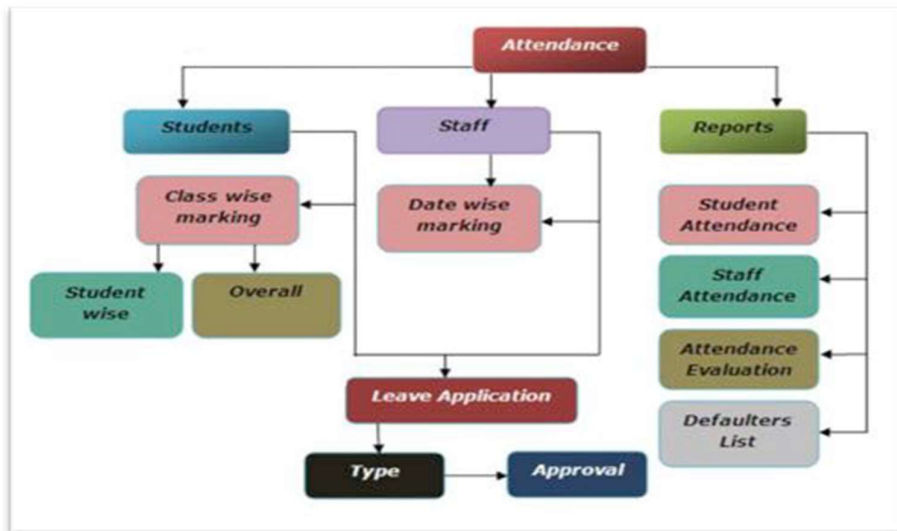 Attendance
Students
Staff
Reports
Class wise
marking
Date wise
marking
Student
Attendance
Student
wise
Overall
Staff
Attendance
Attendance
Evaluation
Leave Application
Defaulters
List
Type
Approval